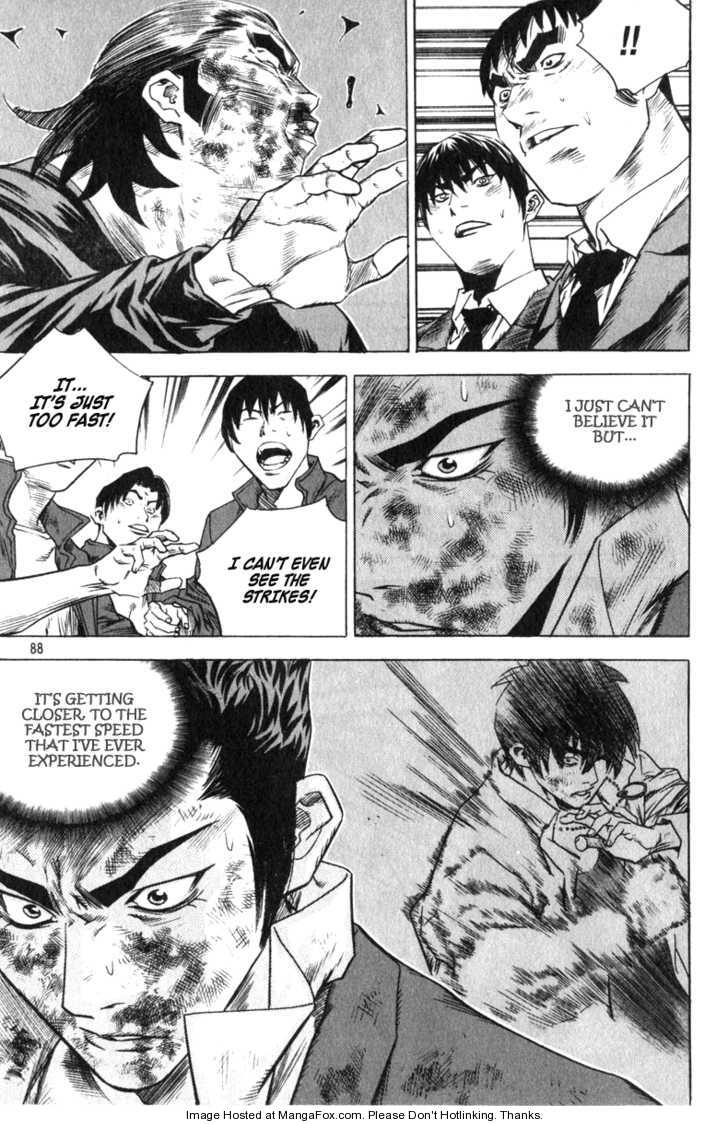 !!
IT...
IT'S JUST
TOO FAST!
I CAN'T EVEN
SEE THE
STRIKES!
I JUST CAN'T
BELIEVE IT
BUT...
88
IT'S GETTING
CLOSER TO THE
FASTEST SPEED
THAT I'VE EVER
EXPERIENCED.
Image Hosted at MangaFox.com. Please Don't Hotlinking. Thanks.